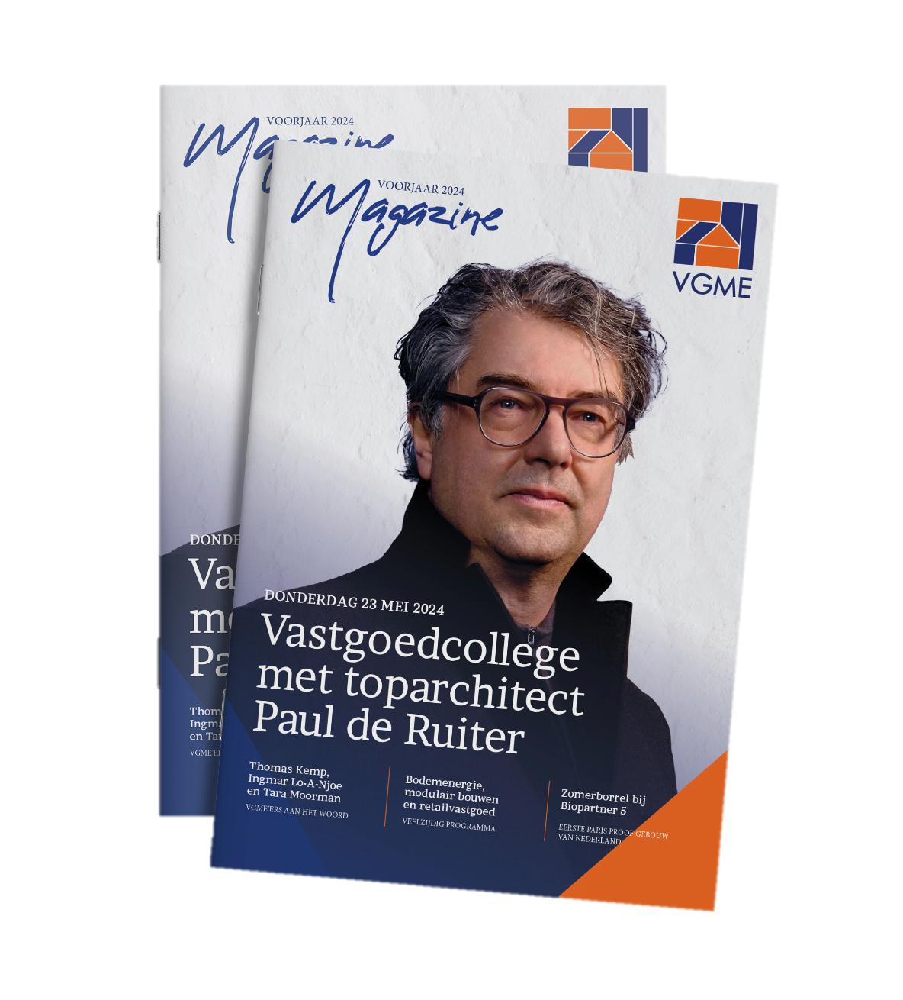 VOORJAAR 2024
Magazine
DONDE
Va
me
Pa
Thom
Ingma
en Ta
VGME'E
VOORJAAR 2024
Magazine
VGME
DONDERDAG 23 MEI 2024
Vastgoedcollege
met toparchitect
Paul de Ruiter
Thomas Kemp,
Ingmar Lo-A-Njoe
en Tara Moorman
VGME'ERS AAN HET WOORD
Bodemenergie,
modulair bouwen
en retailvastgoed
VEELZIJDIG PROGRAMMA
Zomerborrel bij
Biopartner 5
EERSTE PARIS PROOF GEBOUW
VAN NEDERLAND